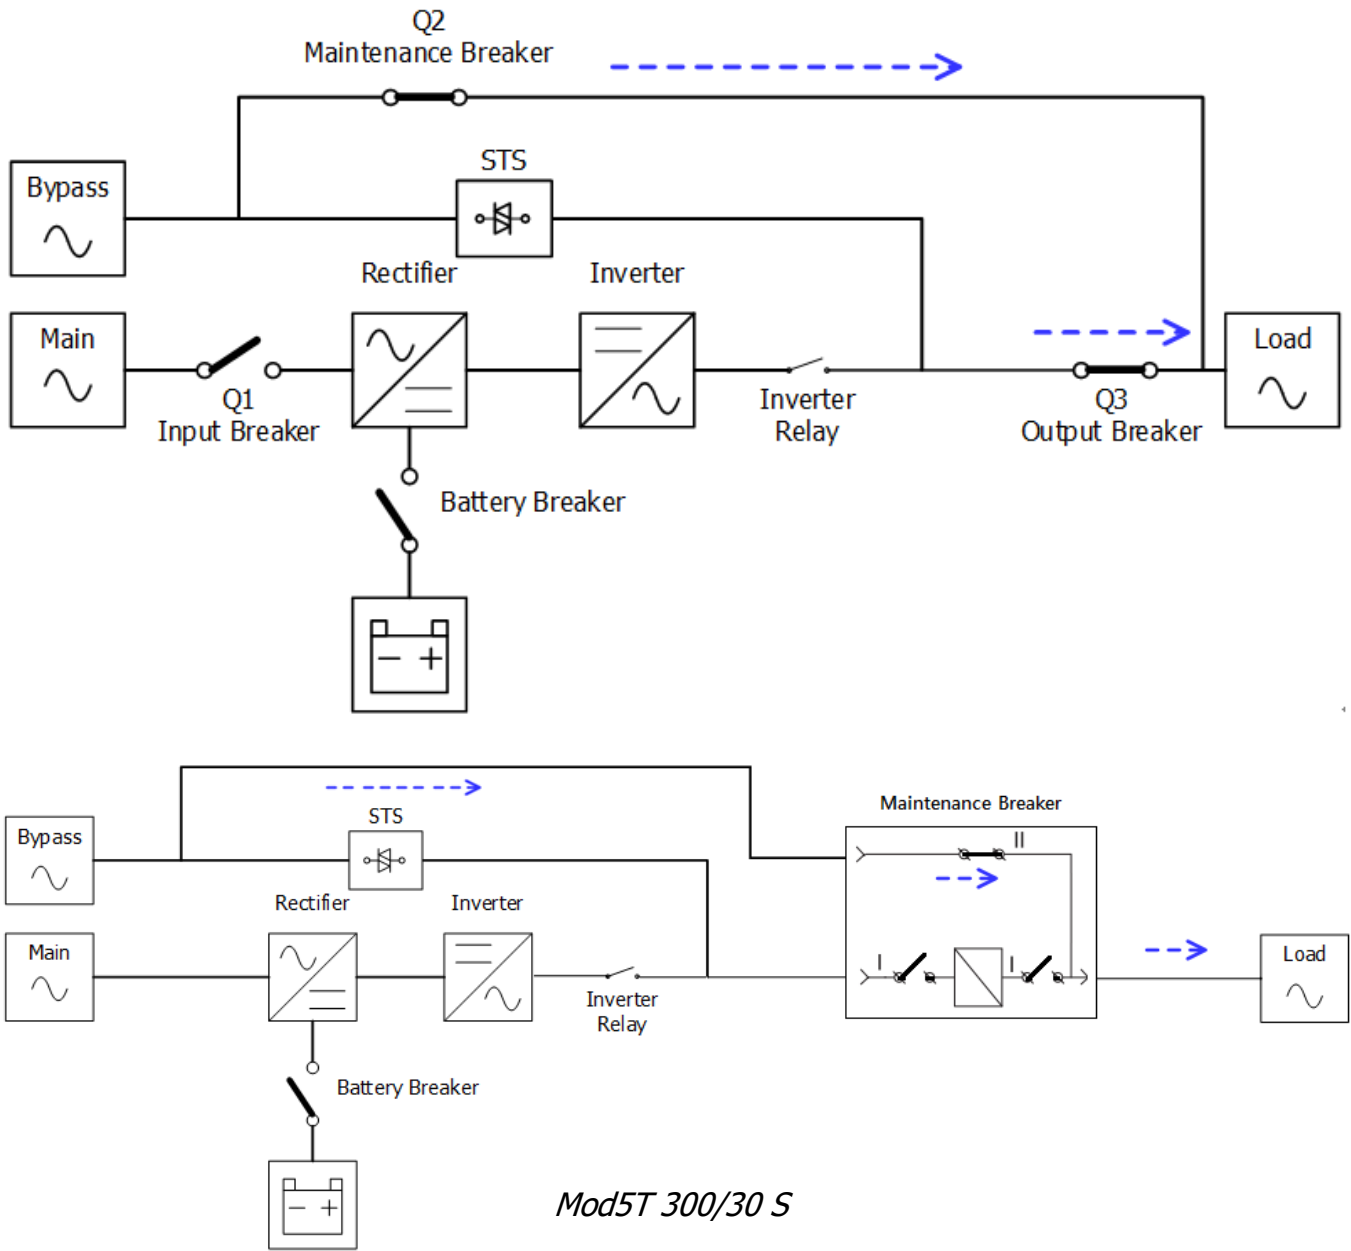 Q2
Maintenance Breaker
STS
Bypass
Rectifier
Inverter
Main
Load
Q1
Input Breaker
Inverter
Relay
Q3
Output Breaker
Battery Breaker
− +
Maintenance Breaker
STS
Bypass
II
Rectifier
Inverter
Main
Load
I
I
Inverter
Relay
Battery Breaker
− +
Mod5T 300/30 S